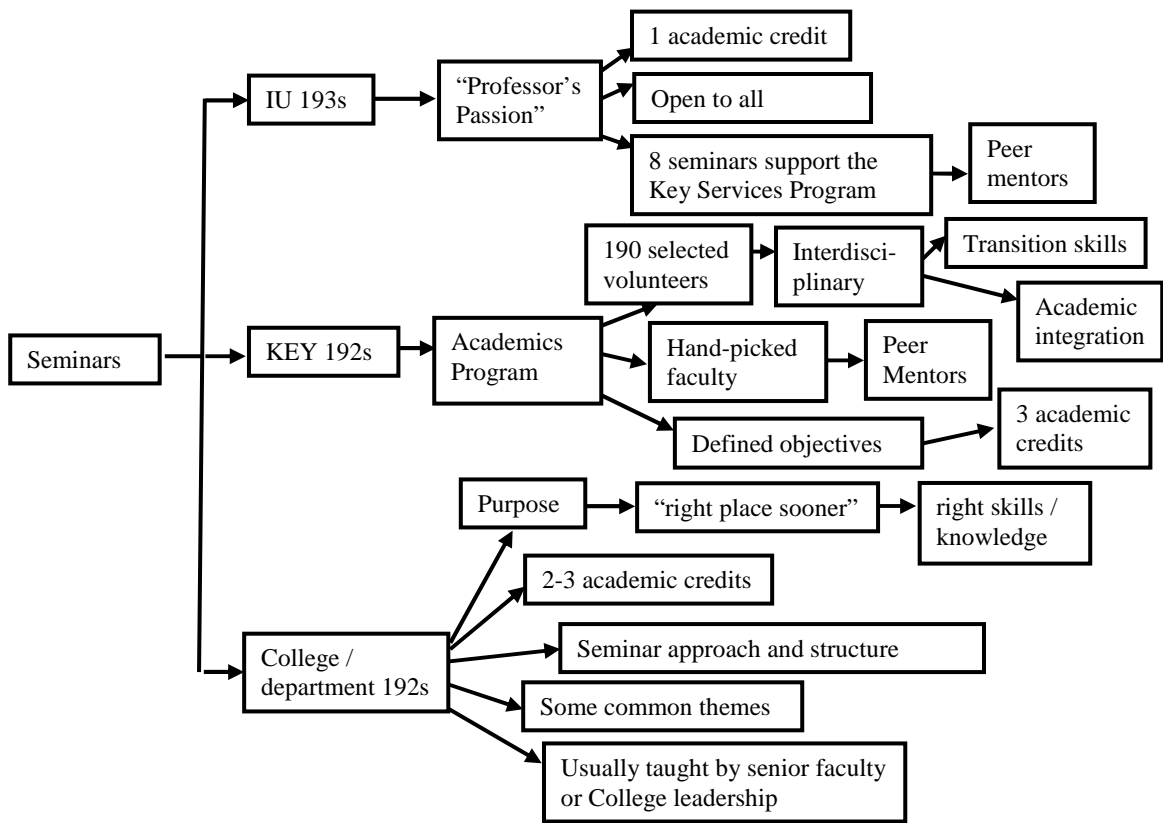 1 academic credit
IU 193s
“Professor’s
Passion”
Open to all
8 seminars support the
Key Services Program
Peer
mentors
190 selected
volunteers
Interdisci-
plinary
Transition skills
Academic
integration
Seminars
KEY 192s
Academics
Program
Hand-picked
faculty
Peer
Mentors
Defined objectives
3 academic
credits
Purpose
“right place sooner”
right skills /
knowledge
2-3 academic credits
College /
department 192s
Seminar approach and structure
Some common themes
Usually taught by senior faculty
or College leadership